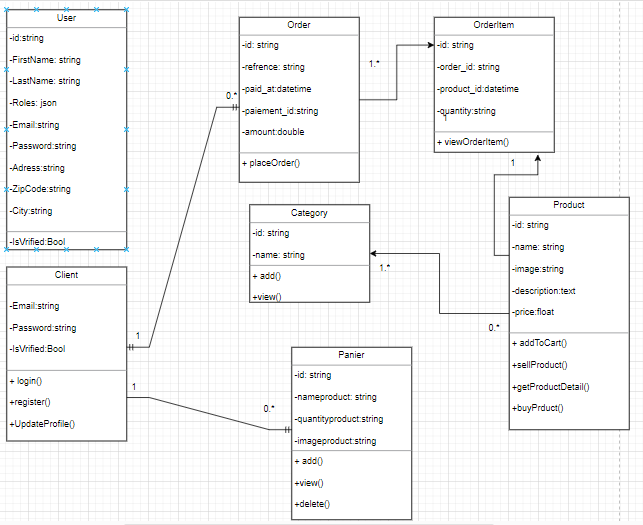 User
-id:string
-FirstName: string
-LastName: string
-Roles: json
-Email:string
-Password:string
-Adress:string
-ZipCode:string
-City:string
-IsVrified:Bool
Client
-Email:string
-Password:string
-IsVrified:Bool
+ login()
+register()
+UpdateProfile()
Order
-id: string
-refrence: string
-paid_at:datetime
-paiement_id:string
-amount:double
+ placeOrder()
OrderItem
-id: string
-order_id: string
-product_id:datetime
-quantity:string
+ viewOrderItem()
Category
-id: string
-name: string
+ add()
+view()
Product
-id: string
-name: string
-image:string
-description:text
-price:float
+ addToCart()
+sellProduct()
+getProductDetail()
+buyPrduct()
Panier
-id: string
-nameproduct: string
-quantityproduct:string
-imageproduct:string
+ add()
+view()
+delete()
0.*
1
1.*
1
1
1.*
0.*
1
0.*